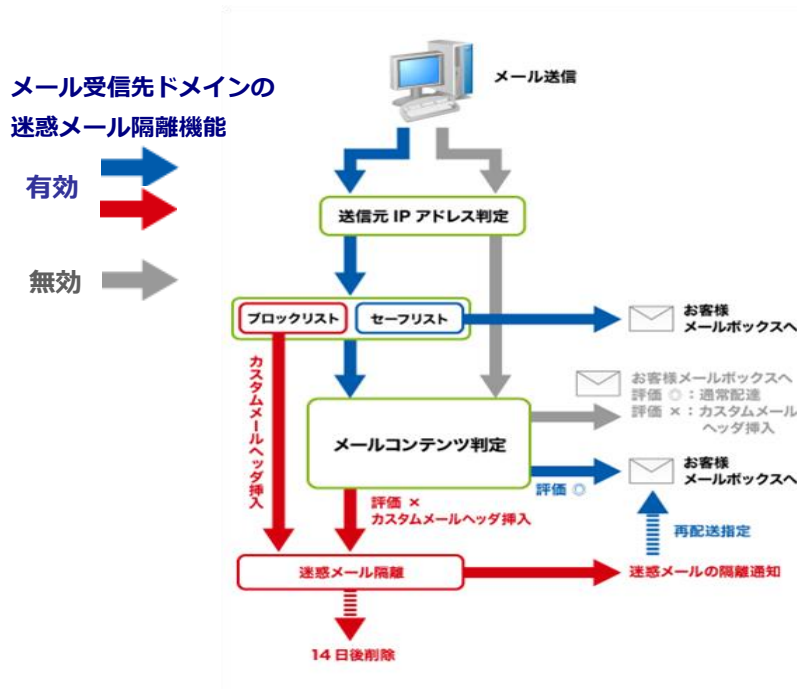 メール送信
メール受信先ドメインの
迷惑メール隔離機能
有効
無効
送信元 IP アドレス判定
ブロックリスト
セーフリスト
お客様
メールボックスへ
カスタムメールヘッダ挿入
お客様メールボックスへ
評価 ◎：通常配達
評価 ×：カスタムメール
ヘッダ挿入
メールコンテンツ判定
評価 ◎
お客様
メールボックスへ
評価 ×
カスタムメールヘッダ挿入
再配送指定
迷惑メール隔離
迷惑メールの隔離通知
14 日後削除